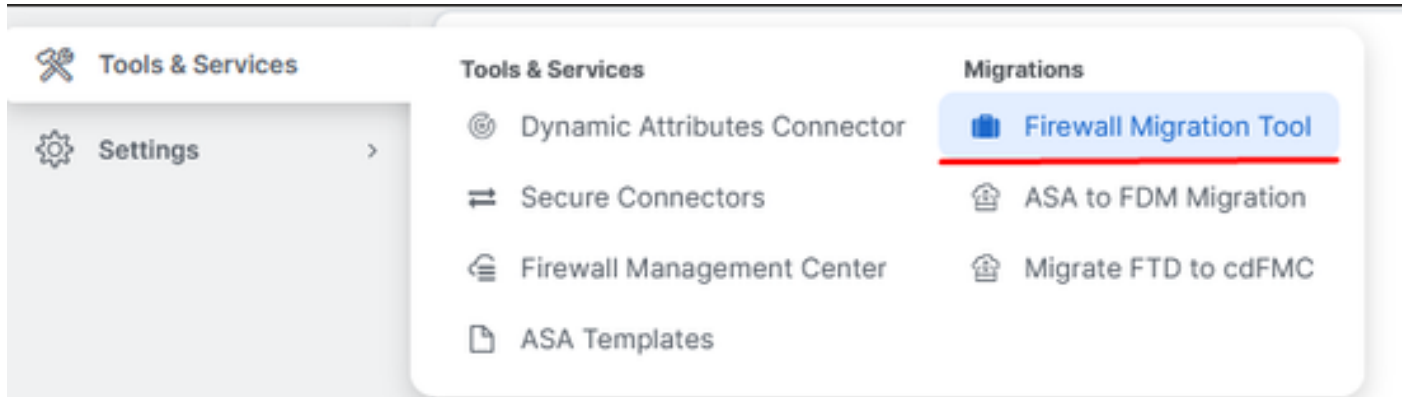 Tools & Services
Settings
Tools & Services
Dynamic Attributes Connector
Secure Connectors
Firewall Management Center
ASA Templates
Migrations
Firewall Migration Tool
ASA to FDM Migration
Migrate FTD to cdFMC